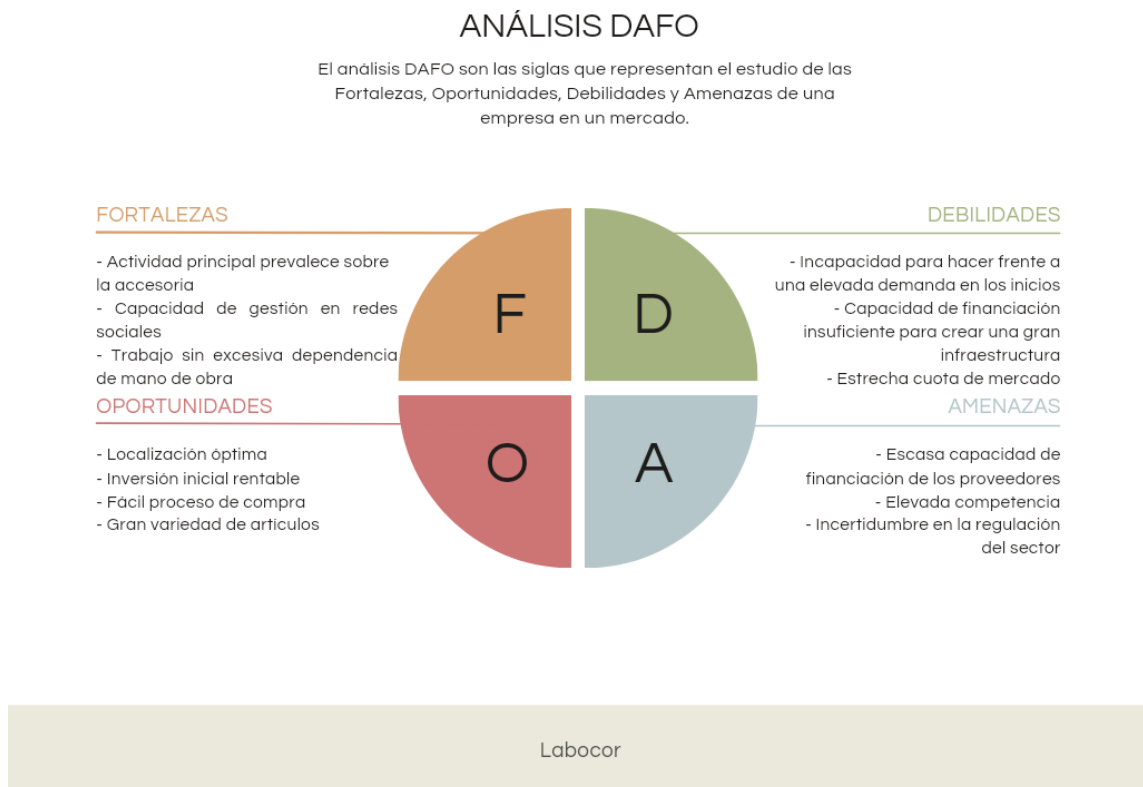 ANÁLISIS DAFO
El análisis DAFO son las siglas que representan el estudio de las
Fortalezas, Oportunidades, Debilidades y Amenazas de una
empresa en un mercado.
FORTALEZAS
- Actividad principal prevalece sobre
la accesoria
- Capacidad de gestión en redes
sociales
- Trabajo sin excesiva dependencia
de mano de obra
DEBILIDADES
- Incapacidad para hacer frente a
una elevada demanda en los inicios
- Capacidad de financiación
insuficiente para crear una gran
infraestructura
- Estrecha cuota de mercado
F
D
OPORTUNIDADES
- Localización óptima
- Inversión inicial rentable
- Fácil proceso de compra
- Gran variedad de artículos
AMENAZAS
- Escasa capacidad de
financiación de los proveedores
- Elevada competencia
- Incertidumbre en la regulación
del sector
O
A
Labocor